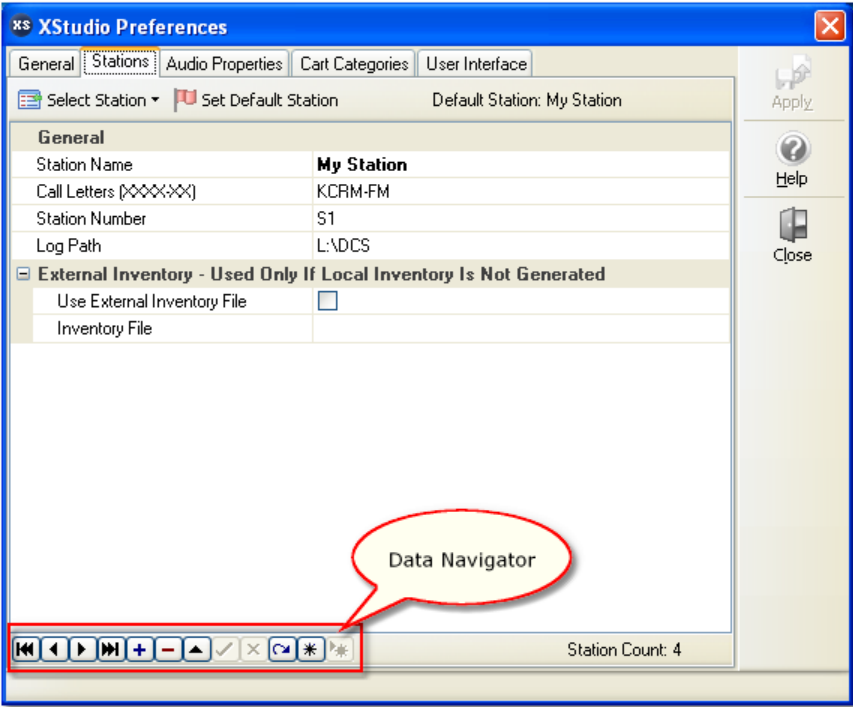 XS XStudio Preferences
General Stations Audio Properties Cart Categories User Interface
Select Station Set Default Station Default Station: My Station
Apply
General
Station Name My Station
Call Letters (XXXX-XX) KCRM-FM
Help
Station Number S1
Log Path L:\DCS
Close
External Inventory - Used Only If Local Inventory Is Not Generated
Use External Inventory File
Inventory File
Data Navigator
Station Count: 4